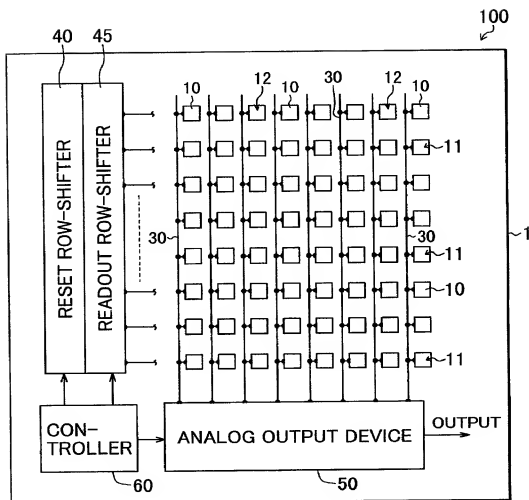 100
40 45
10 12 10 30 12 10
11
RESET ROW-SHIFTER
READOUT ROW-SHIFTER
30 30 1
11
10
11
CON-
TROLLER
ANALOG OUTPUT DEVICE
OUTPUT
60 50